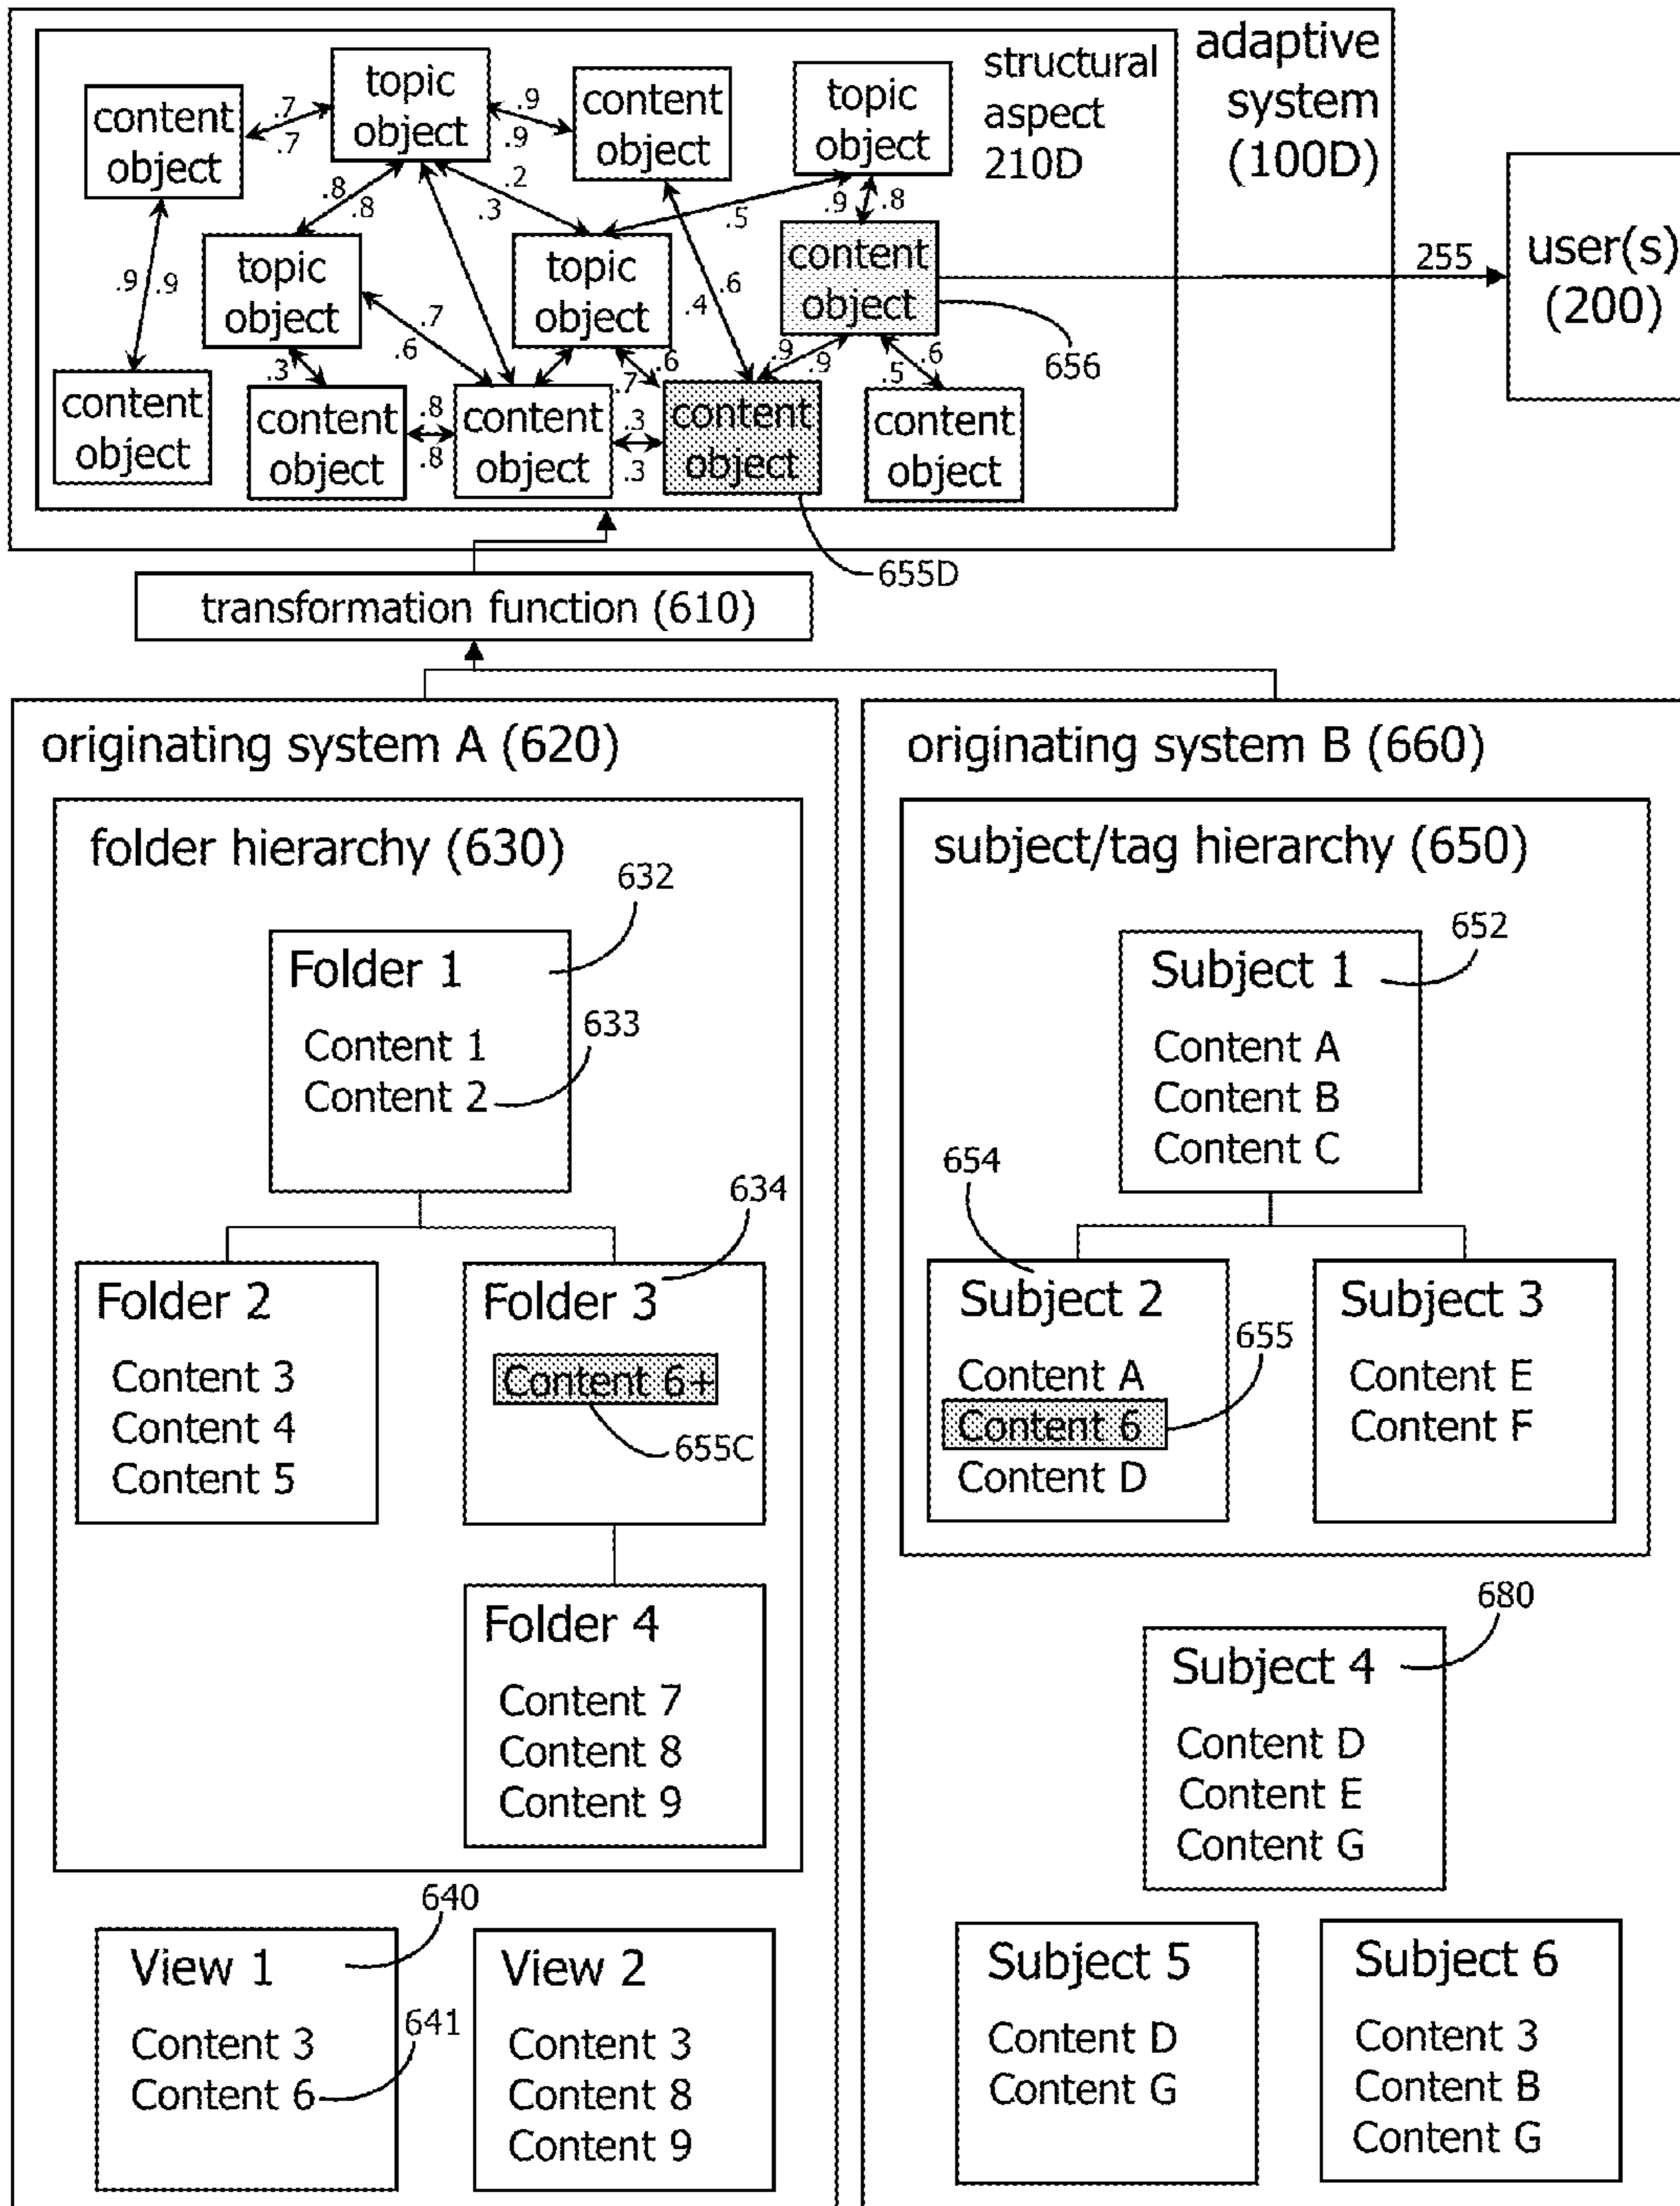 adaptive
system
(100D)
structural
aspect
210D
content
object
topic
object
content
object
topic
object
.7
.7
.9
.9
.8
.8
.2
.3
.5
.9
.8
.9
.9
topic
object
topic
object
content
object
.7
.6
.4
.6
.3
.7
.6
.9
.9
.5
.6
656
255
user(s)
(200)
content
object
content
object
.8
.8
content
object
.3
.3
content
object
content
object
655D
transformation function (610)
originating system A (620)
folder hierarchy (630)
632
Folder 1
Content 1
633
Content 2
634
Folder 2
Content 3
Content 4
Content 5
Folder 3
Content 6+
655C
Folder 4
Content 7
Content 8
Content 9
640
View 1
Content 3
641
Content 6
View 2
Content 3
Content 8
Content 9
originating system B (660)
subject/tag hierarchy (650)
652
Subject 1
Content A
Content B
Content C
654
Subject 2
655
Content A
Content 6
Content D
Subject 3
Content E
Content F
680
Subject 4
Content D
Content E
Content G
Subject 5
Content D
Content G
Subject 6
Content 3
Content B
Content G